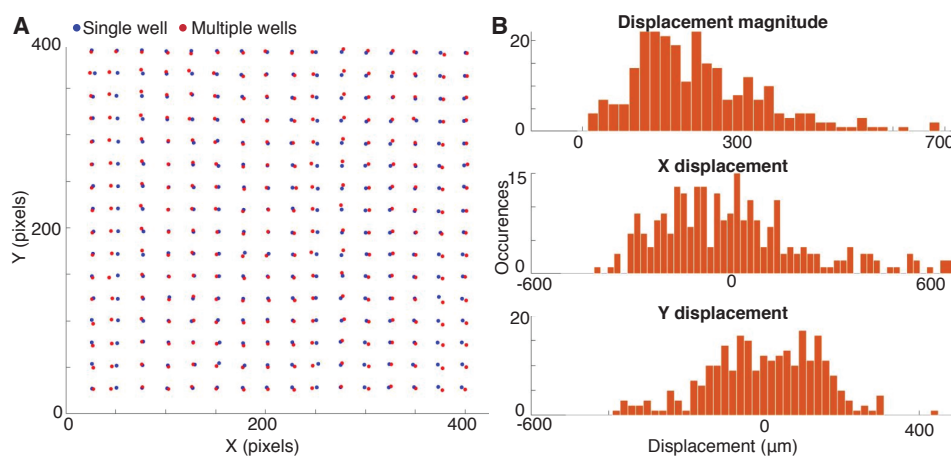 A
Single well
Multiple wells
400
200
0
Y (pixels)
0
200
400
X (pixels)
B
Displacement magnitude
20
0
0
300
700
X displacement
15
0
-600
0
600
Occurences
Y displacement
20
0
-600
0
400
Displacement (µm)